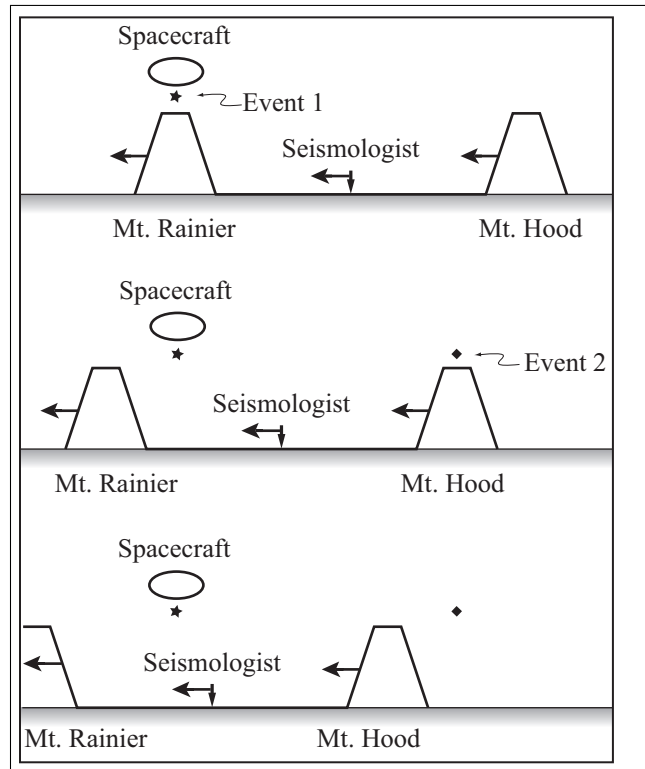 Spacecraft
Event 1
Seismologist
Mt. Rainier Mt. Hood
Spacecraft
Event 2
Seismologist
Mt. Rainier Mt. Hood
Spacecraft
Seismologist
Mt. Rainier Mt. Hood